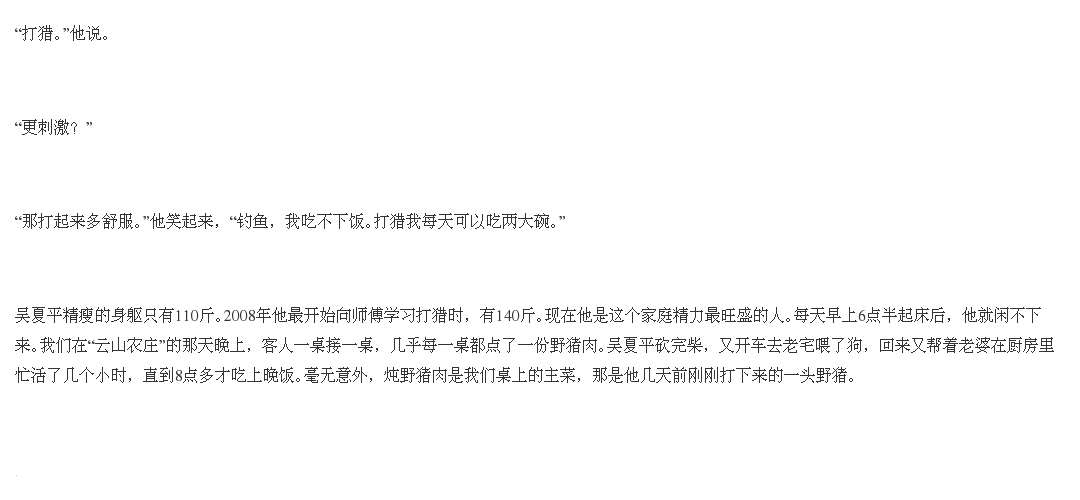 “打猎。”他说。
“更刺激？”
“那打起来多舒服。”他笑起来，“钓鱼，我吃不下饭。打猎我每天可以吃两大碗。”
吴夏平精瘦的身躯只有110斤。2008年他最开始向师傅学习打猎时，有140斤。现在他是这个家庭精力最旺盛的人。每天早上6点半起床后，他就闲不下
来。我们在“云山农庄”的那天晚上，客人一桌接一桌，几乎每一桌都点了一份野猪肉。吴夏平砍完柴，又开车去老宅喂了狗，回来又帮着老婆在厨房里
忙活了几个小时，直到8点多才吃上晚饭。毫无意外，炖野猪肉是我们桌上的主菜，那是他几天前刚刚打下来的一头野猪。